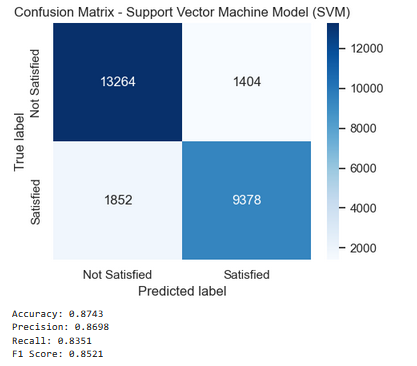 Confusion Matrix - Support Vector Machine Model (SVM)
Not Satisfied
Satisfied
True label
13264 1404
1852 9378
Not Satisfied Satisfied
Predicted label
12000
10000
8000
6000
4000
2000
Accuracy: 0.8743
Precision: 0.8698
Recall: 0.8351
F1 Score: 0.8521